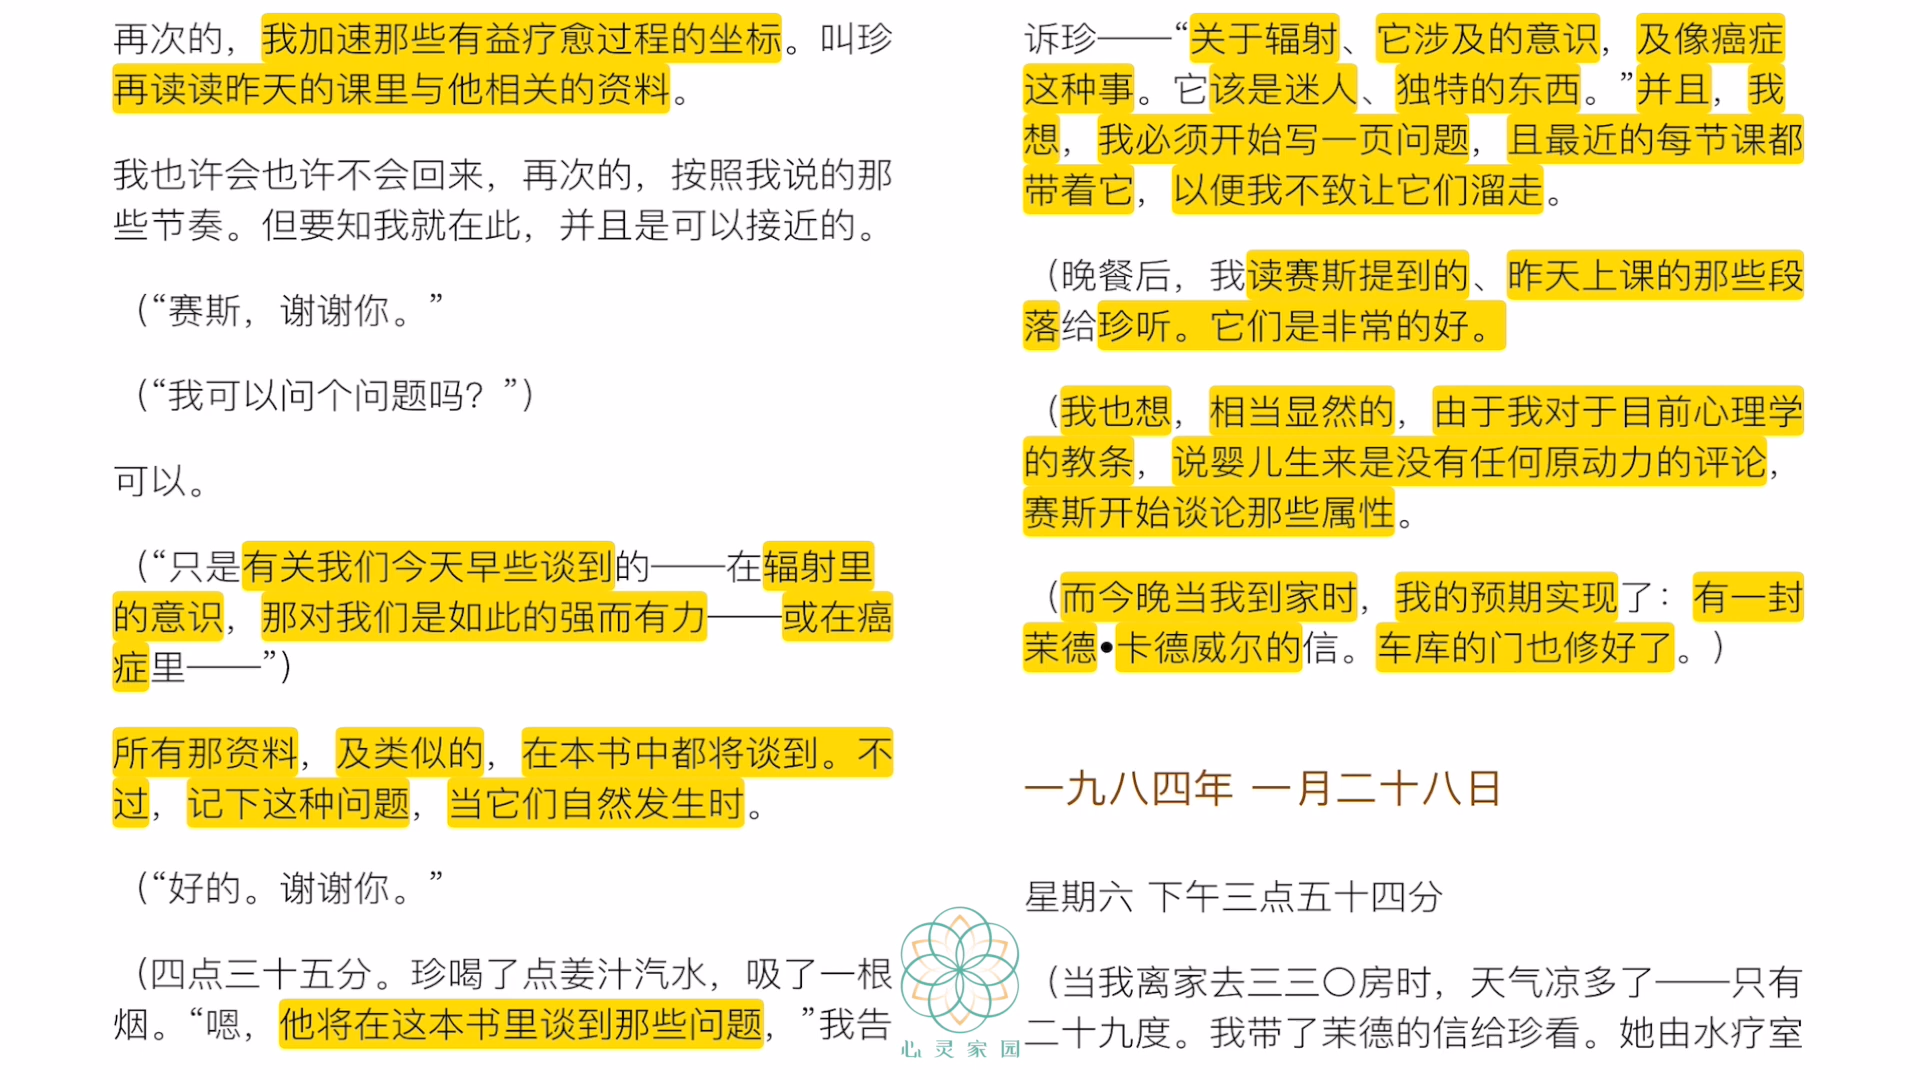 再次的，我加速那些有益疗愈过程的坐标。叫珍
再读读昨天的课里与他相关的资料。
我也许会也许不会回来，再次的，按照我说的那
些节奏。但要知我就在此，并且是可以接近的。
（“赛斯，谢谢你。”
（“我可以问个问题吗？”）
可以。
（“只是有关我们今天早些谈到的——在辐射里
的意识，那对我们是如此的强而有力——或在癌
症里——”）
所有那资料，及类似的，在本书中都将谈到。不
过，记下这种问题，当它们自然发生时。
（“好的。谢谢你。”
（四点三十五分。珍喝了点姜汁汽水，吸了一根
烟。“嗯，他将在这本书里谈到那些问题，”我告
诉珍——“关于辐射、它涉及的意识，及像癌症
这种事。它该是迷人、独特的东西。”并且，我
想，我必须开始写一页问题，且最近的每节课都
带着它，以便我不致让它们溜走。
（晚餐后，我读赛斯提到的、昨天上课的那些段
落给珍听。它们是非常的好。
（我也想，相当显然的，由于我对于目前心理学
的教条，说婴儿生来是没有任何原动力的评论，
赛斯开始谈论那些属性。
（而今晚当我到家时，我的预期实现了：有一封
茉德•卡德威尔的信。车库的门也修好了。）
一九八四年 一月二十八日
星期六 下午三点五十四分
（当我离家去三三〇房时，天气凉多了——只有
二十九度。我带了茉德的信给珍看。她由水疗室
心灵家园